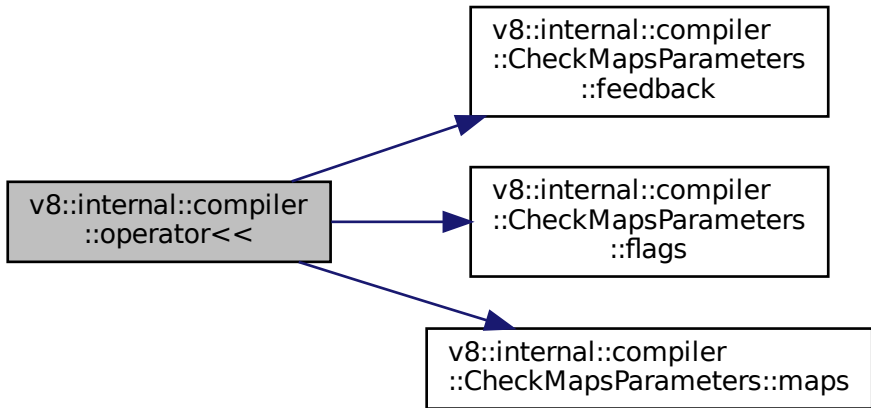 v8::internal::compiler
::operator<<
v8::internal::compiler
::CheckMapsParameters
::feedback
v8::internal::compiler
::CheckMapsParameters
::flags
v8::internal::compiler
::CheckMapsParameters::maps